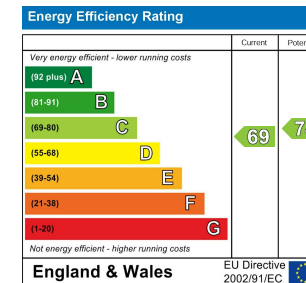 Energy Efficiency Rating
Current
Very energy efficient - lower running costs
(92 plus) A
(81-91) B
(69-80) C
(55-68) D
(39-54) E
(21-38) F
(1-20) G
69
Not energy efficient - higher running costs
England & Wales
EU Directive
2002/91/EC